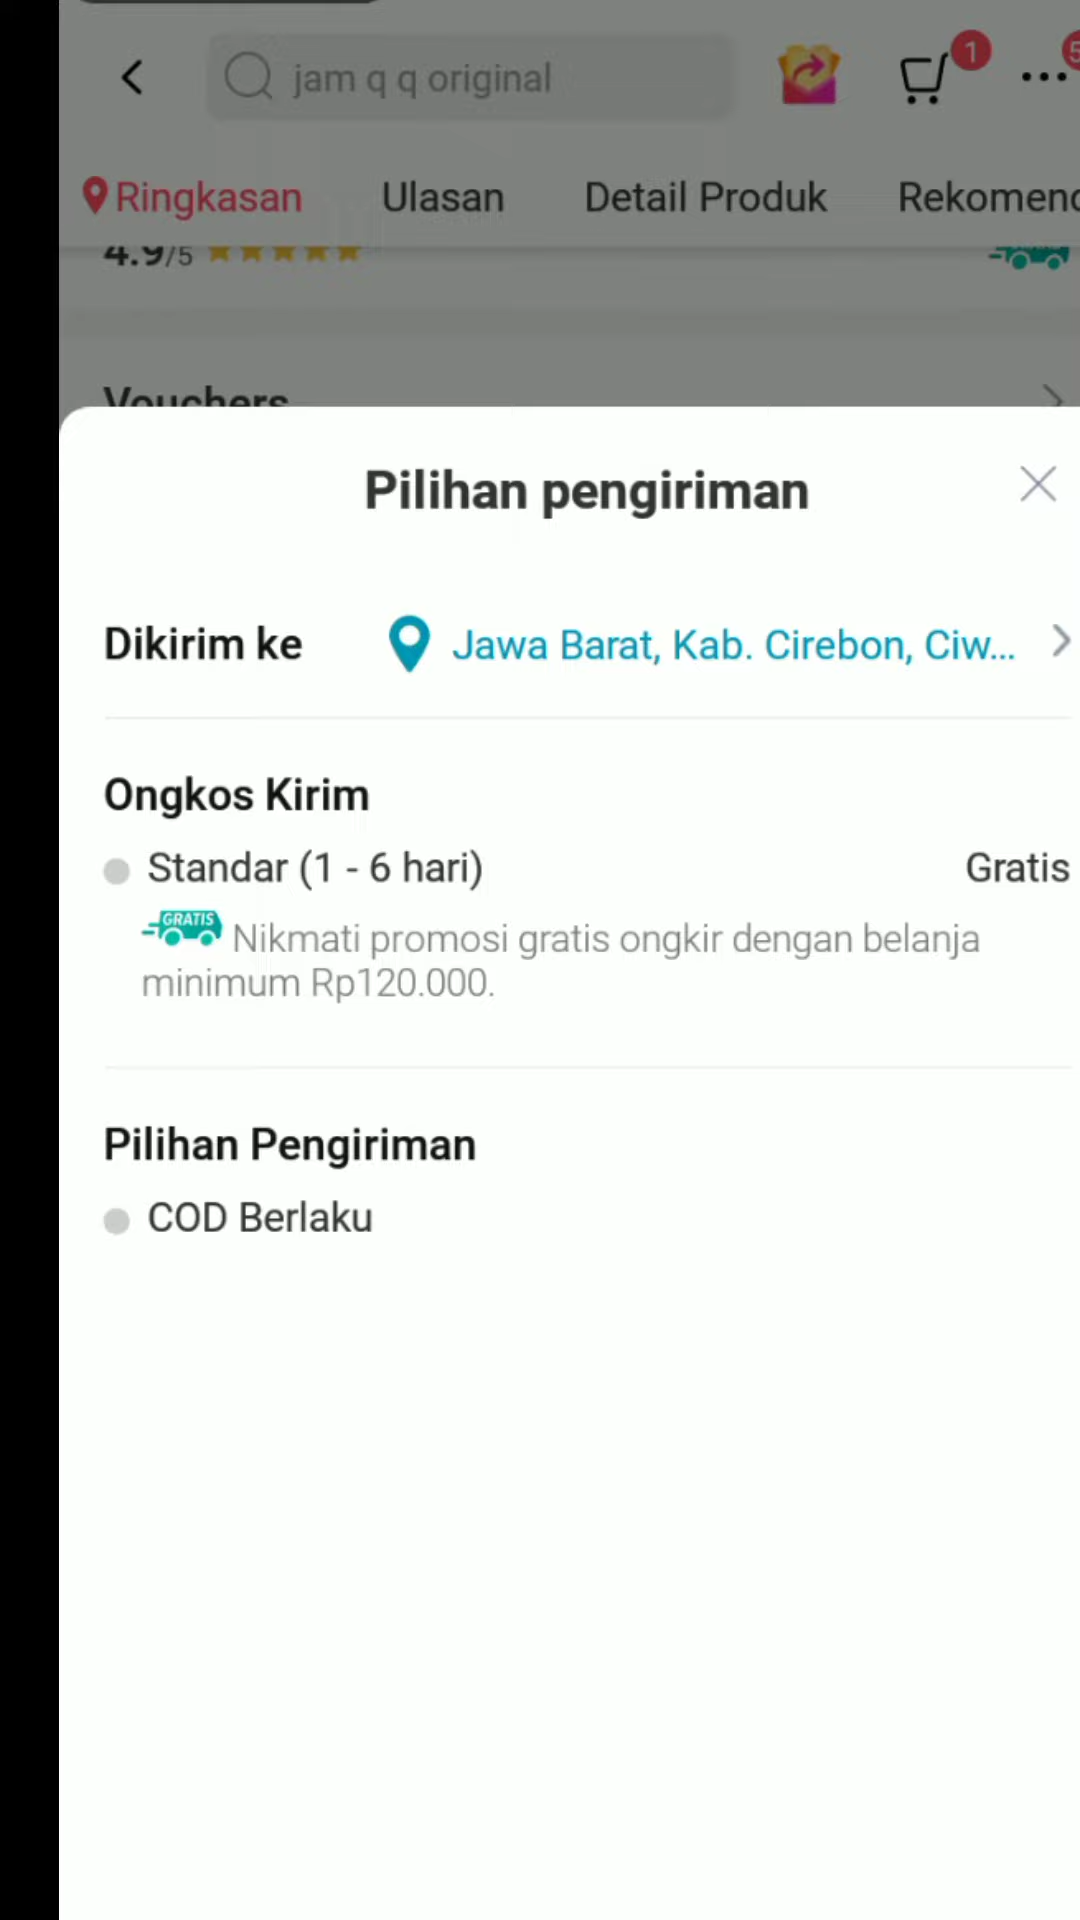 jam q q original
1
5
Ringkasan Ulasan Detail Produk Rekomend
4.9/5
Vouchers
Pilihan pengiriman
Dikirim ke Jawa Barat, Kab. Cirebon, Ciw...
Ongkos Kirim
Standar (1 - 6 hari) Gratis
GRATIS Nikmati promosi gratis ongkir dengan belanja
minimum Rp120.000.
Pilihan Pengiriman
COD Berlaku